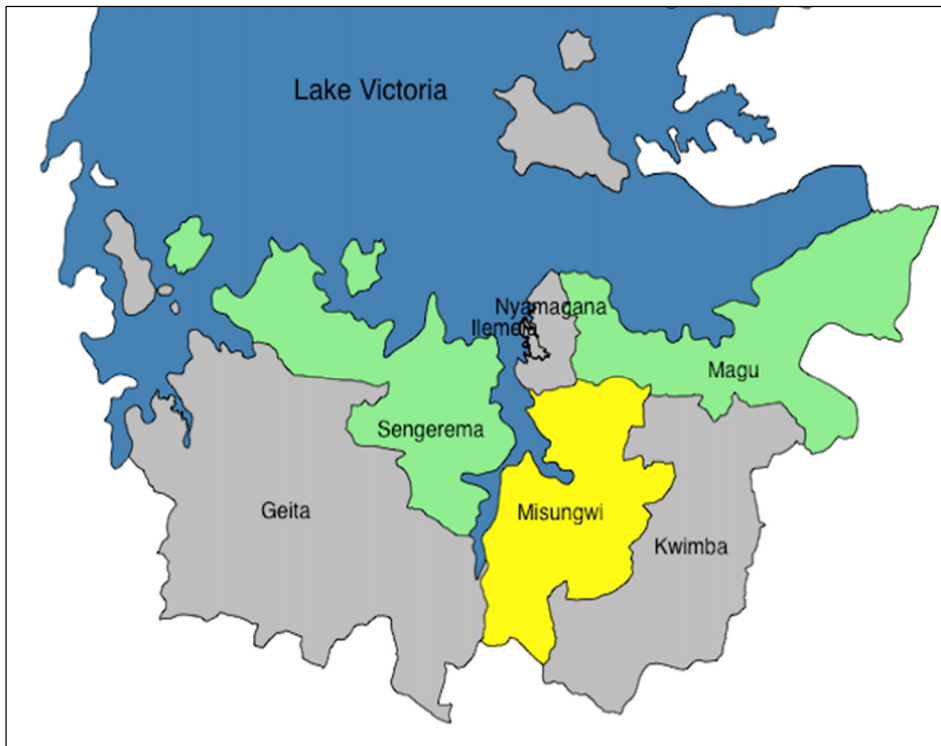 Lake Victoria
Nyamagana
Ilemela
Magu
Sengerema
Geita
Misungwi
Kwimba